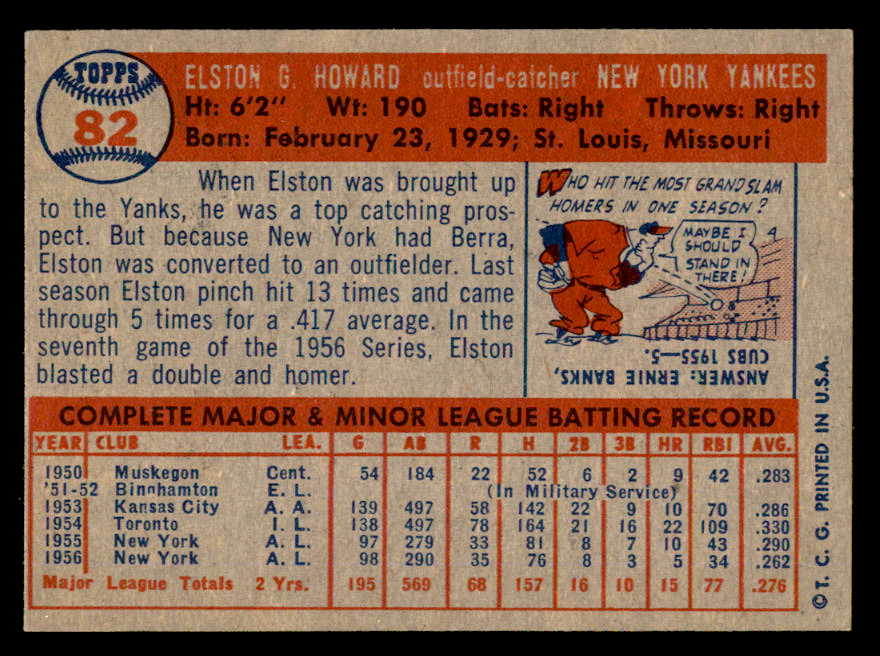 TOPPS
82
ELSTON G. HOWARD outfield-catcher NEW YORK YANKEES
Ht: 6'2" Wt: 190 Bats: Right Throws: Right
Born: February 23, 1929; St. Louis, Missouri
When Elston was brought up
to the Yanks, he was a top catching pros-
pect. But because New York had Berra,
Elston was converted to an outfielder. Last
season Elston pinch hit 13 times and came
through 5 times for a .417 average. In the
seventh game of the 1956 Series, Elston
blasted a double and homer.
WHO HIT THE MOST GRAND SLAM
HOMERS IN ONE SEASON?
MAYBE I
SHOULD
STAND IN
THERE!
4
ANSWER: ERNIE BANKS,
CUBS 1955—5.
COMPLETE MAJOR & MINOR LEAGUE BATTING RECORD
YEAR CLUB LEA. G AB R H 2B 3B HR RBI AVG.
1950 Muskegon Cent. 54 184 22 52 6 2 9 42 .283
'51-52 Binghamton E. L. (In Military Service)
1953 Kansas City A. A. 139 497 58 142 22 9 10 70 .286
1954 Toronto I. L. 138 497 78 164 21 16 22 109 .330
1955 New York A. L. 97 279 33 81 8 7 10 43 .290
1956 New York A. L. 98 290 35 76 8 3 5 34 .262
Major League Totals 2 Yrs. 195 569 68 157 16 10 15 77 .276
©T. C. G. PRINTED IN U.S.A.